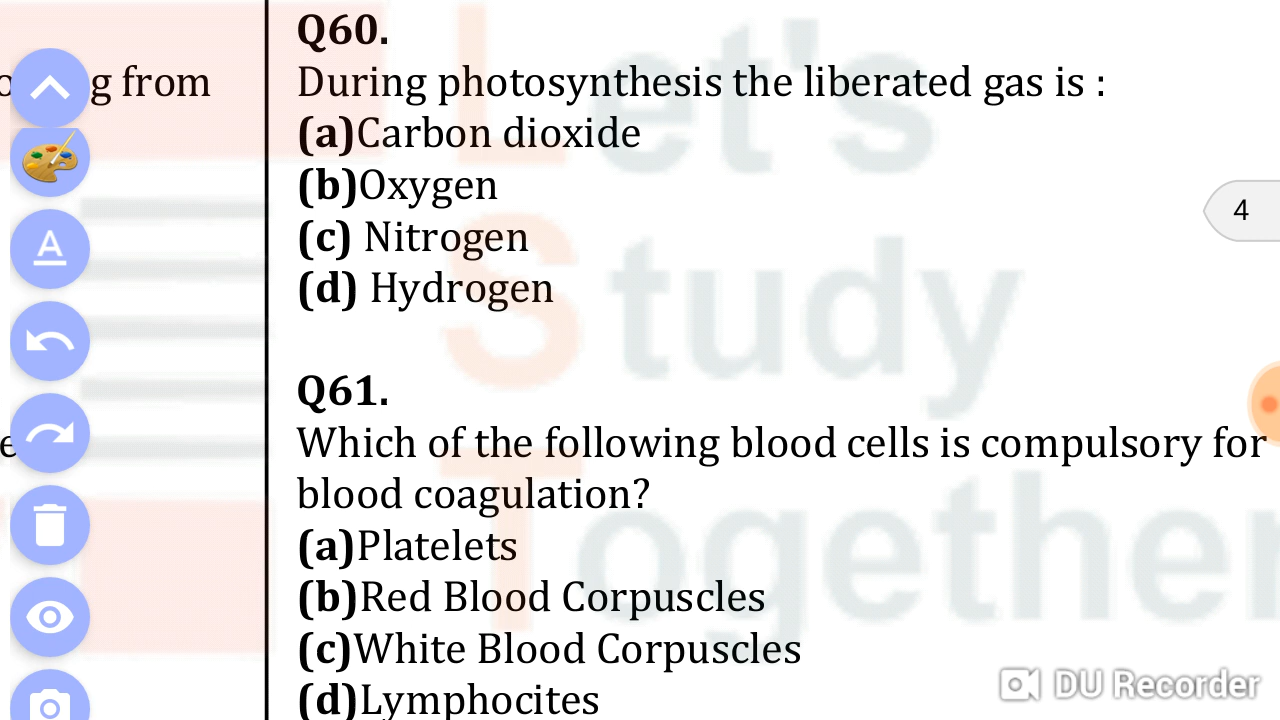 g from
Q60.
During photosynthesis the liberated gas is :
(a)Carbon dioxide
(b)Oxygen
(c) Nitrogen
(d) Hydrogen
4
A
Q61.
Which of the following blood cells is compulsory for
blood coagulation?
(a)Platelets
(b)Red Blood Corpuscles
(c)White Blood Corpuscles
(d)Lymphocites
Let's
Study
Together
DU Recorder